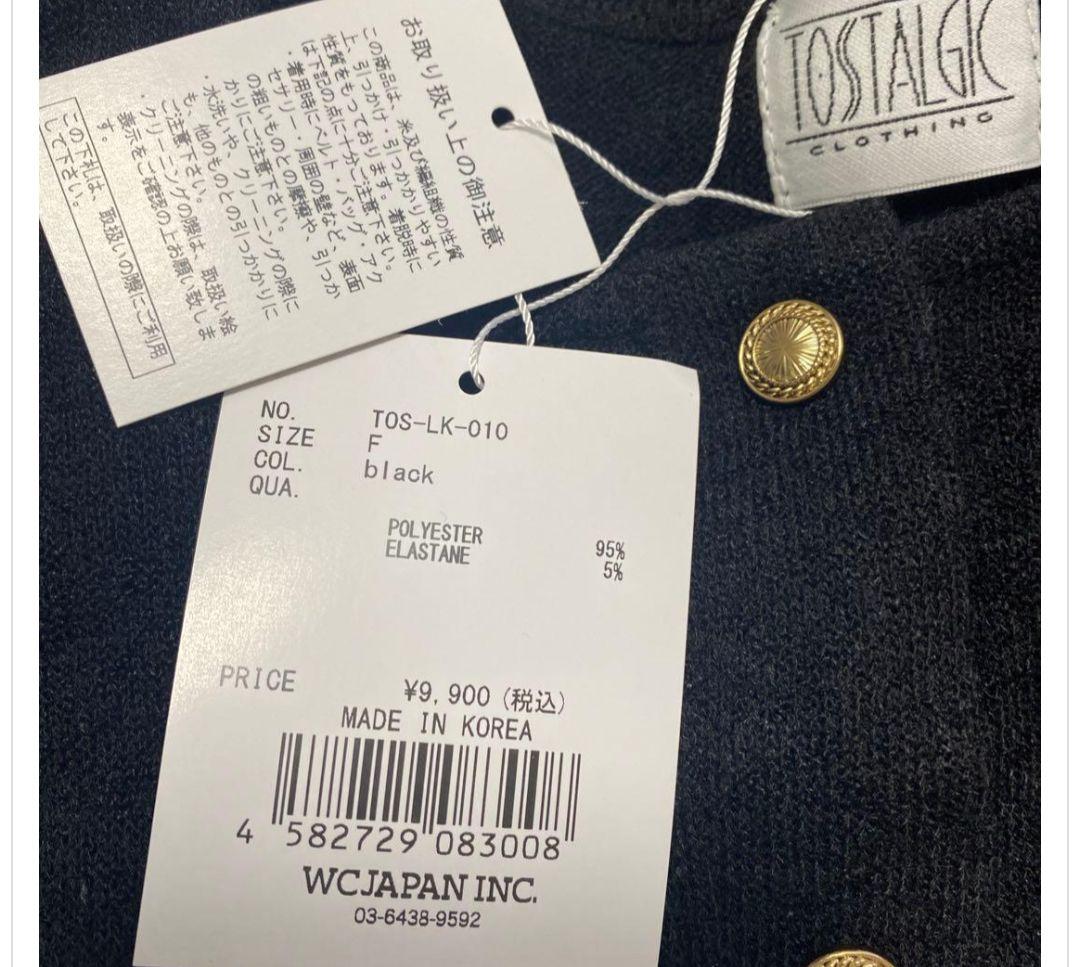 お取り扱い上の御注意
この商品は、糸及び編組織の性質
上、引っかけ・引っかかりやすい
性質をもっております。着脱時に
は下記の点に十分ご注意下さい。
・着用時にベルト・バッグ・アク
セサリー・周囲の壁など、表面
の粗いものとの摩擦や、引っか
かりにご注意下さい。
・水洗いや、クリーニングの際に
も、他のものとの引っかかりに
ご注意下さい。
・クリーニングの際は、取扱い絵
表示をご確認の上お願い致しま
す。
この下札は、取扱いの際にご利用
して下さい。
TOSTALGIC
CLOTHING
NO. TOS-LK-010
SIZE F
COL. black
QUA.
POLYESTER 95%
ELASTANE 5%
PRICE ¥9,900(税込)
MADE IN KOREA
4 582729 083008
WCJAPAN INC.
03-6438-9592